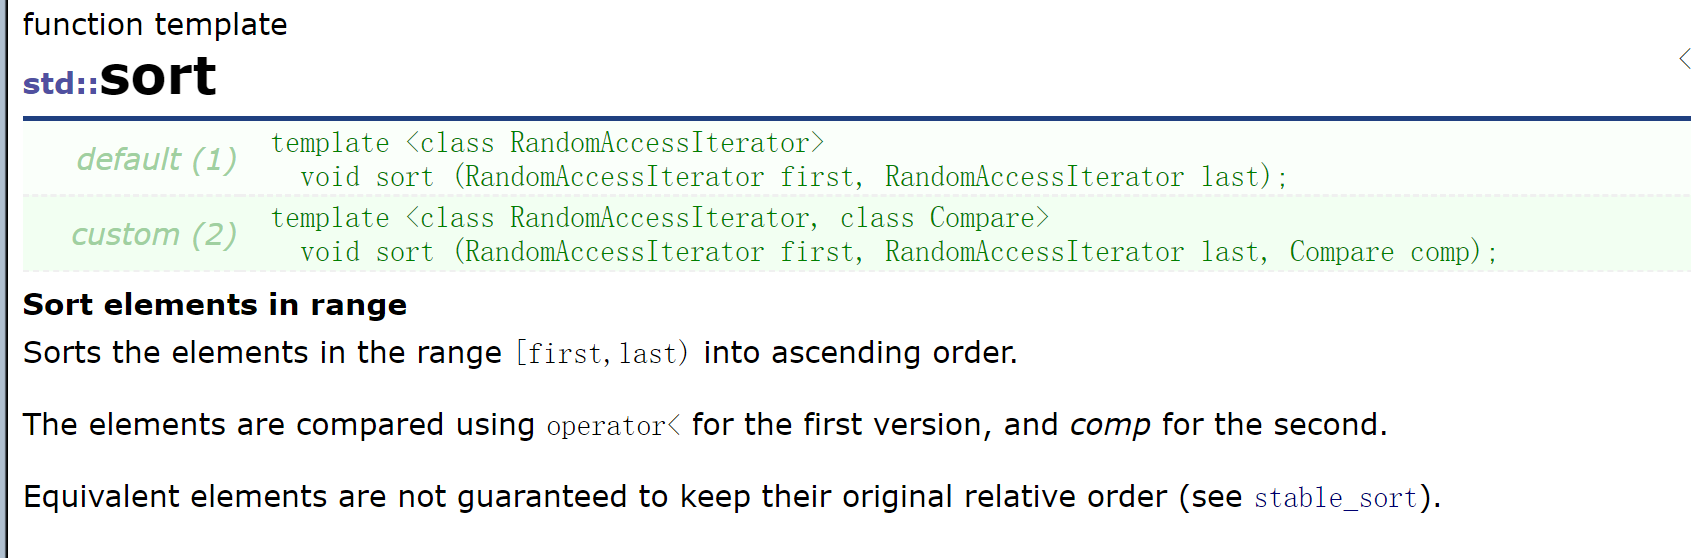 function template
std::sort
default (1)
template <class RandomAccessIterator>
  void sort (RandomAccessIterator first, RandomAccessIterator last);
custom (2)
template <class RandomAccessIterator, class Compare>
  void sort (RandomAccessIterator first, RandomAccessIterator last, Compare comp);
Sort elements in range
Sorts the elements in the range [first,last) into ascending order.
The elements are compared using operator< for the first version, and comp for the second.
Equivalent elements are not guaranteed to keep their original relative order (see stable_sort).